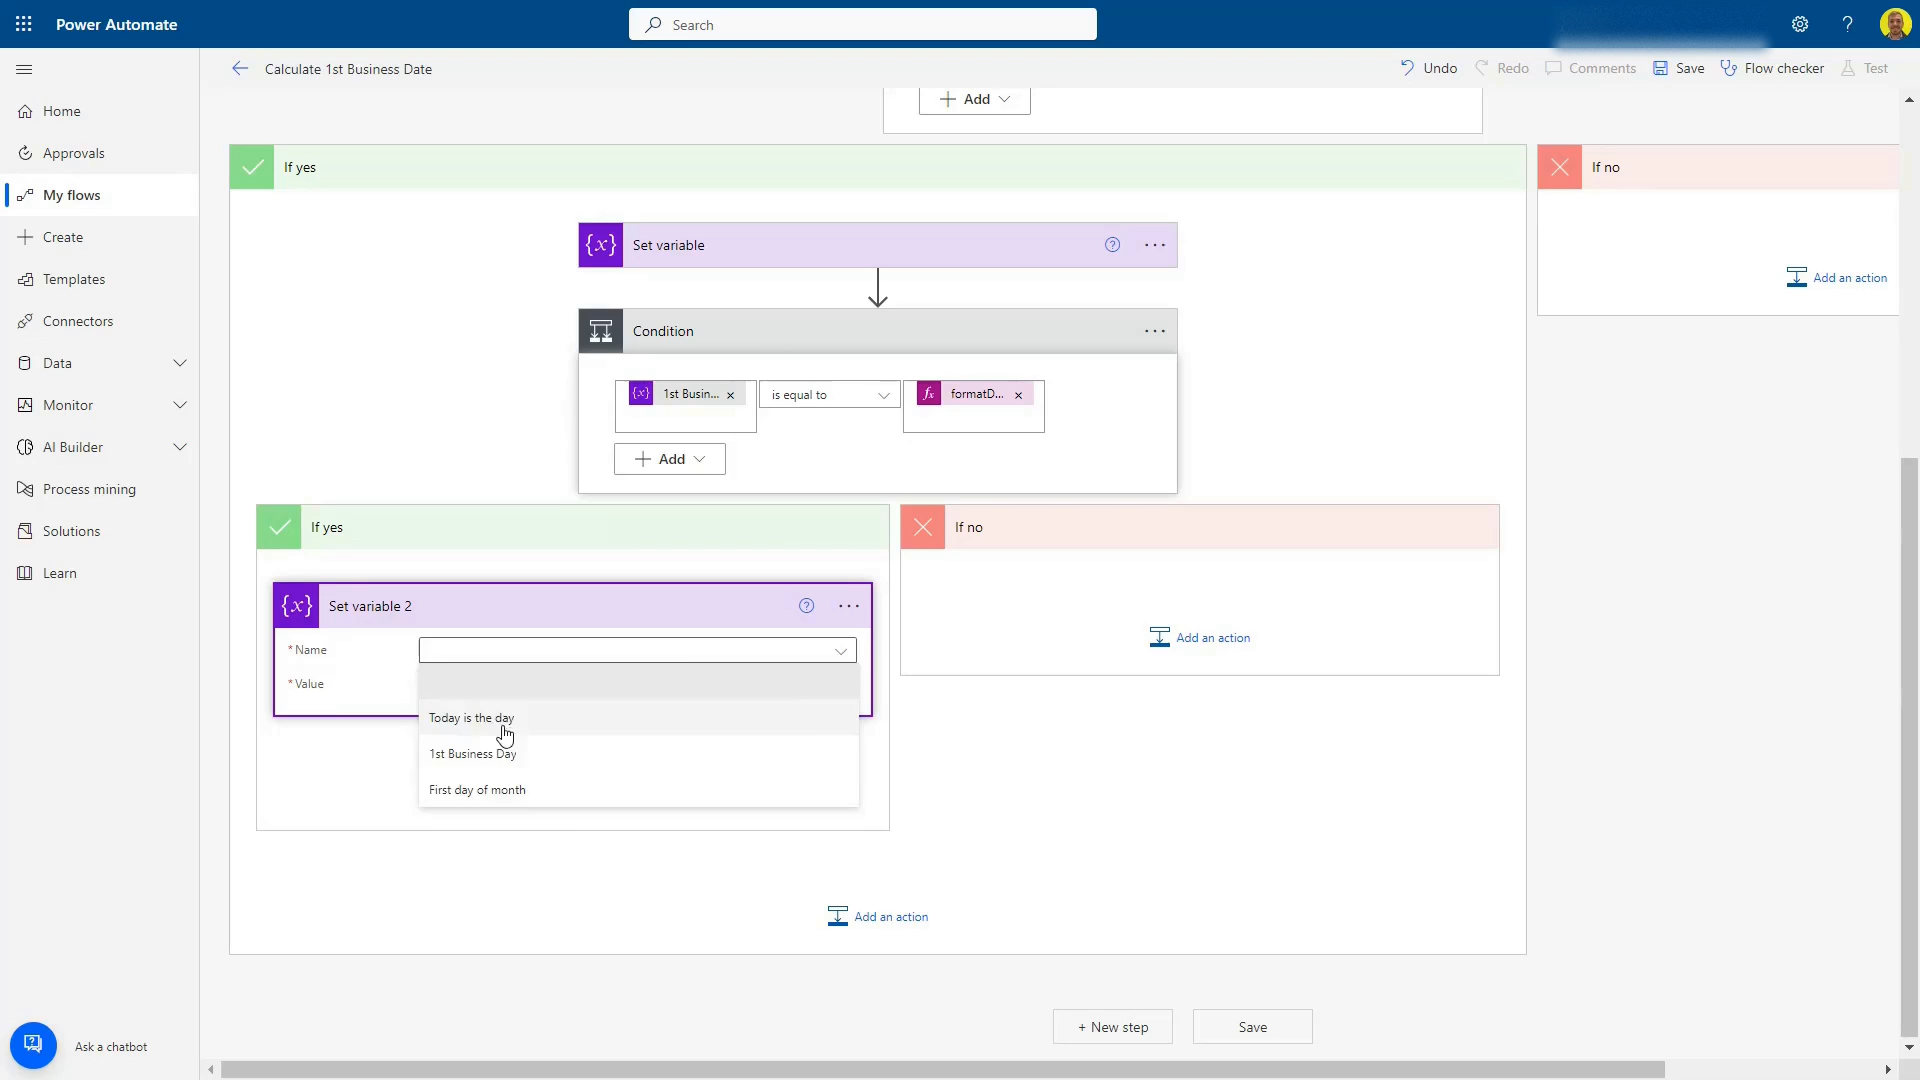 Power Automate
Search
?
Calculate 1st Business Date
Undo
Redo
Comments
Save
Flow checker
Test
Home
Approvals
My flows
Create
Templates
Connectors
Data
Monitor
AI Builder
Process mining
Solutions
Learn
Ask a chatbot
Add
If yes
If no
Add an action
{x} Set variable
Condition
{x} 1st Busin... ×
is equal to
fx formatD... ×
Add
If yes
If no
{x} Set variable 2
* Name
* Value
Today is the day
1st Business Day
First day of month
Add an action
Add an action
+ New step
Save